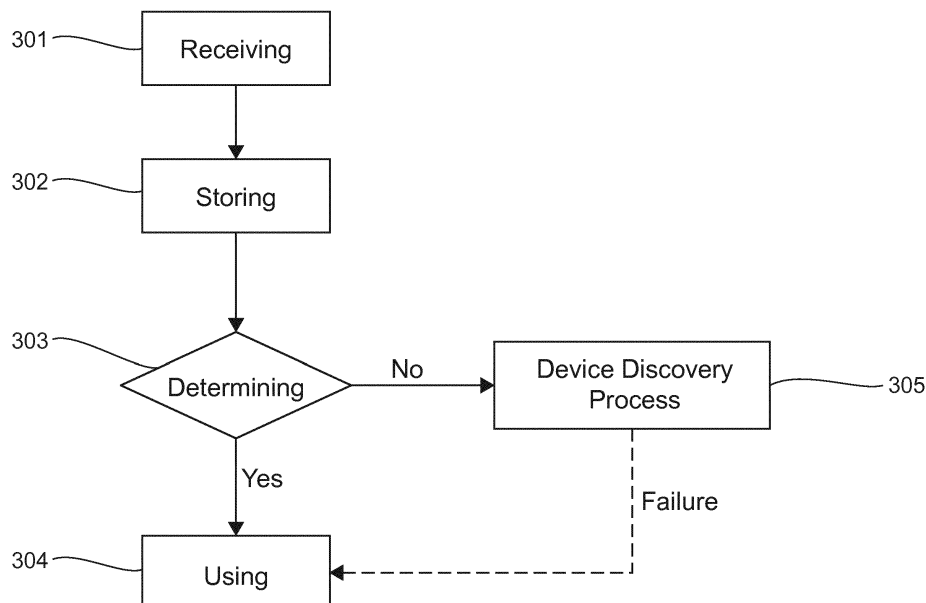 301
Receiving
302
Storing
303
Determining
No
Device Discovery
Process
305
Yes
Failure
304
Using